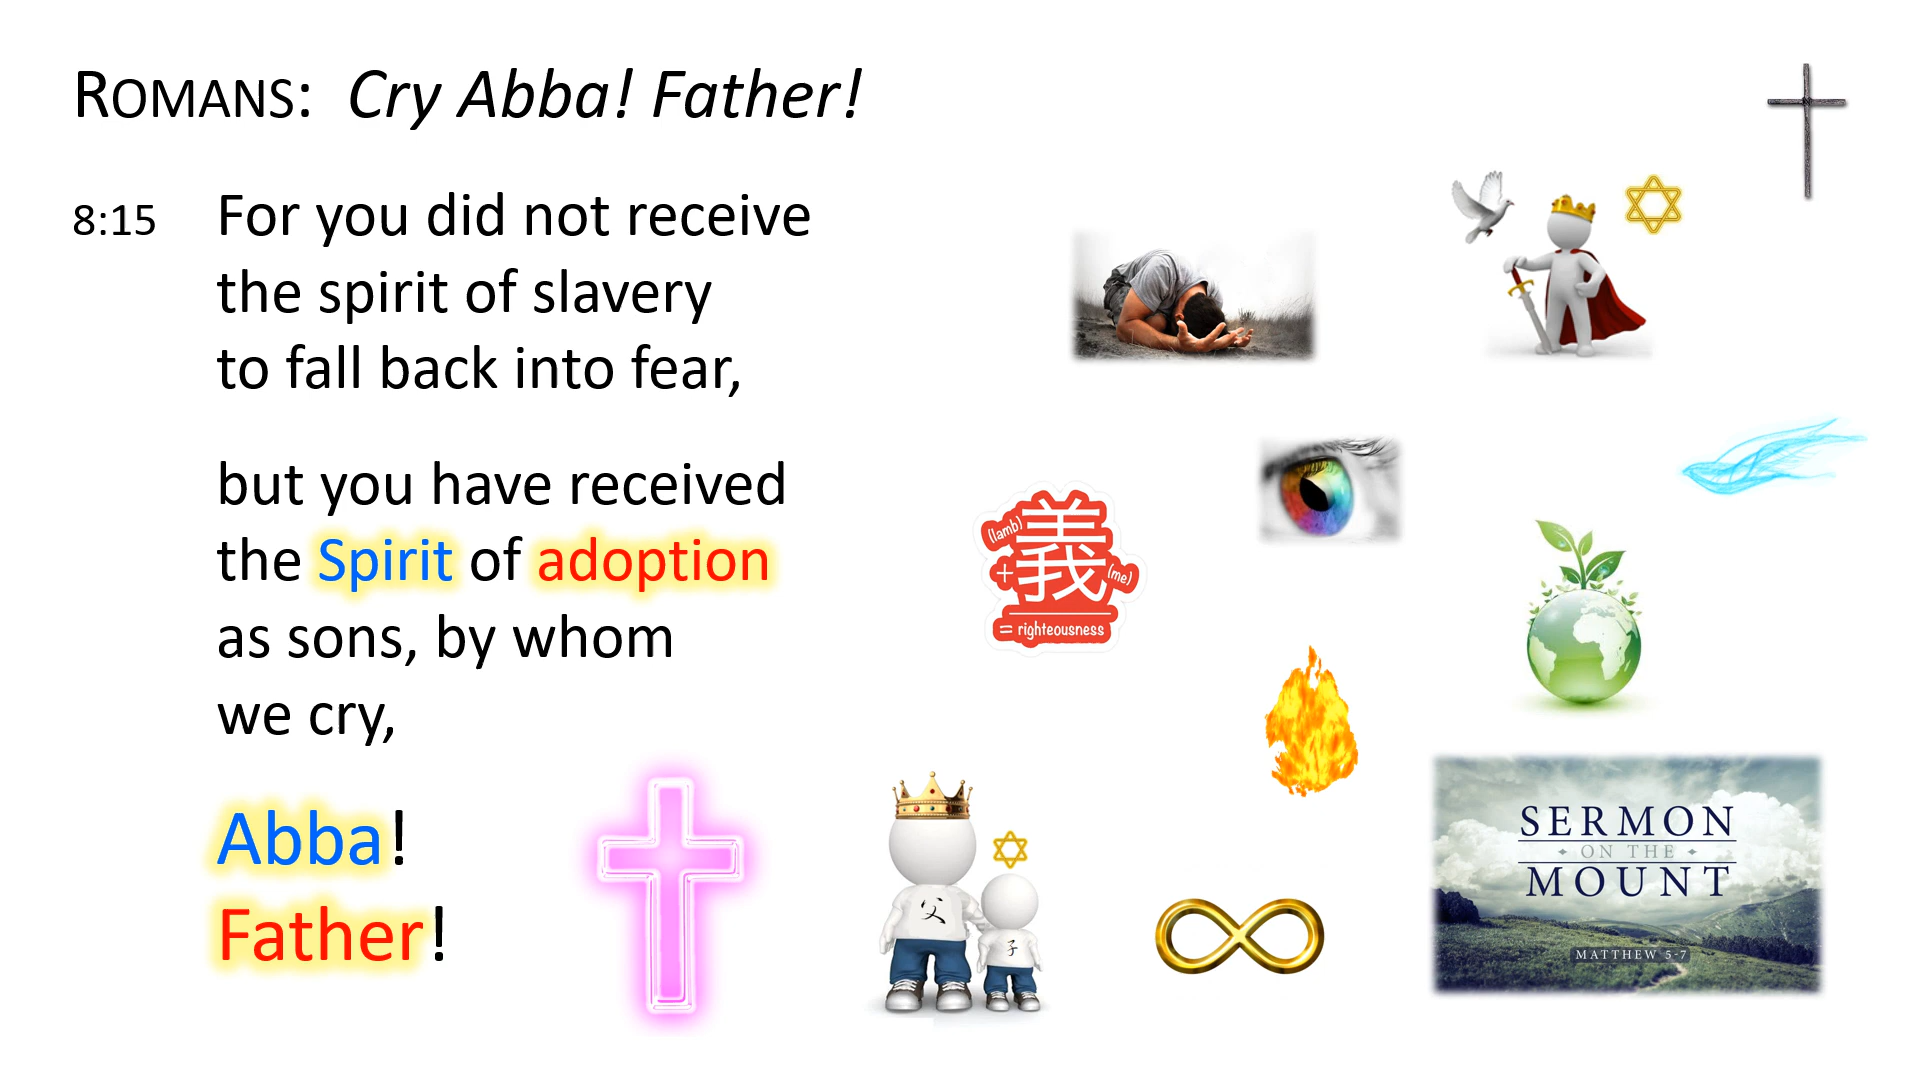 ROMANS: Cry Abba! Father!
8:15 For you did not receive
the spirit of slavery
to fall back into fear,
but you have received
the Spirit of adoption
as sons, by whom
we cry,
Abba!
Father!
(lamb)
義
+
(me)
= righteousness
父
子
SERMON
ON THE
MOUNT
MATTHEW 5-7